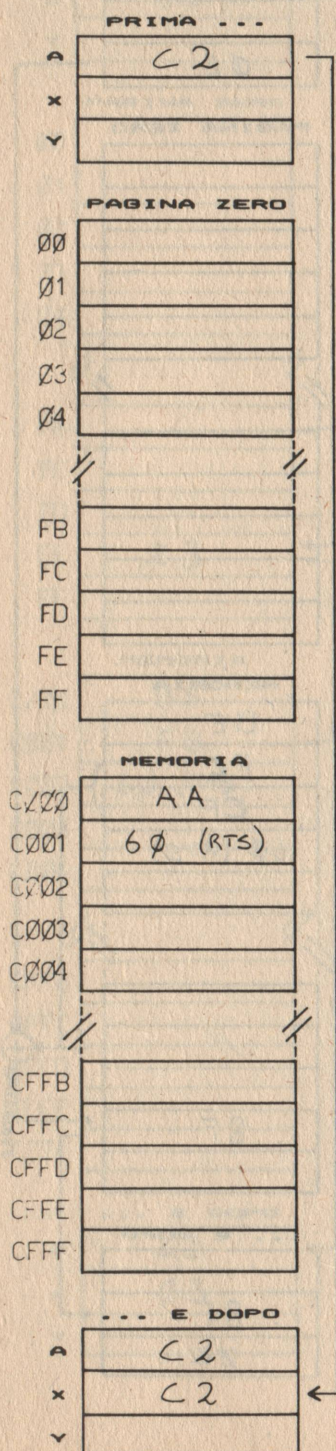 PRIMA ...
A C2
X
Y
PAGINA ZERO
ØØ
Ø1
Ø2
Ø3
Ø4
FB
FC
FD
FE
FF
MEMORIA
CØØØ AA
CØØ1 6Ø (RTS)
CØØ2
CØØ3
CØØ4
CFFB
CFFC
CFFD
CFFE
CFFF
... E DOPO
A C2
X C2
Y